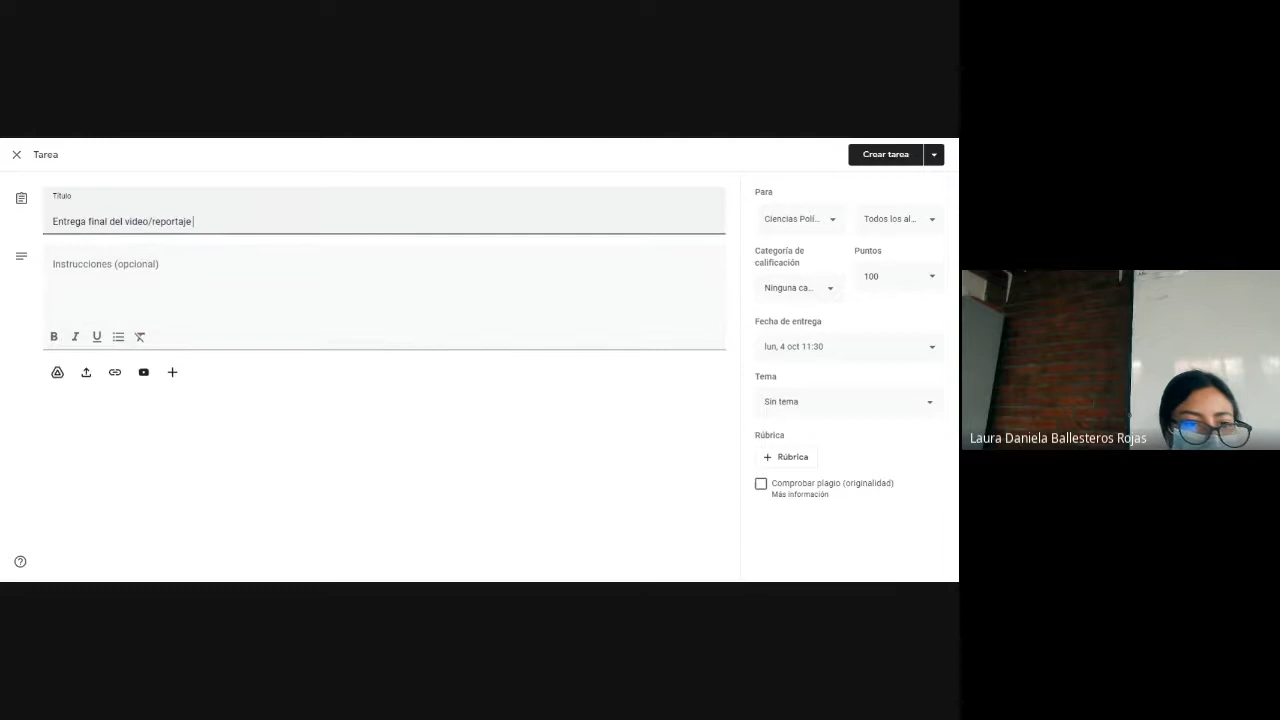 Tarea
Crear tarea
Título
Entrega final del video/reportaje
Instrucciones (opcional)
B I U
Para
Ciencias Polí... Todos los al...
Categoría de calificación
Puntos
Ninguna ca... 100
Fecha de entrega
lun, 4 oct 11:30
Tema
Sin tema
Rúbrica
+ Rúbrica
Comprobar plagio (originalidad)
Más información
Laura Daniela Ballesteros Rojas